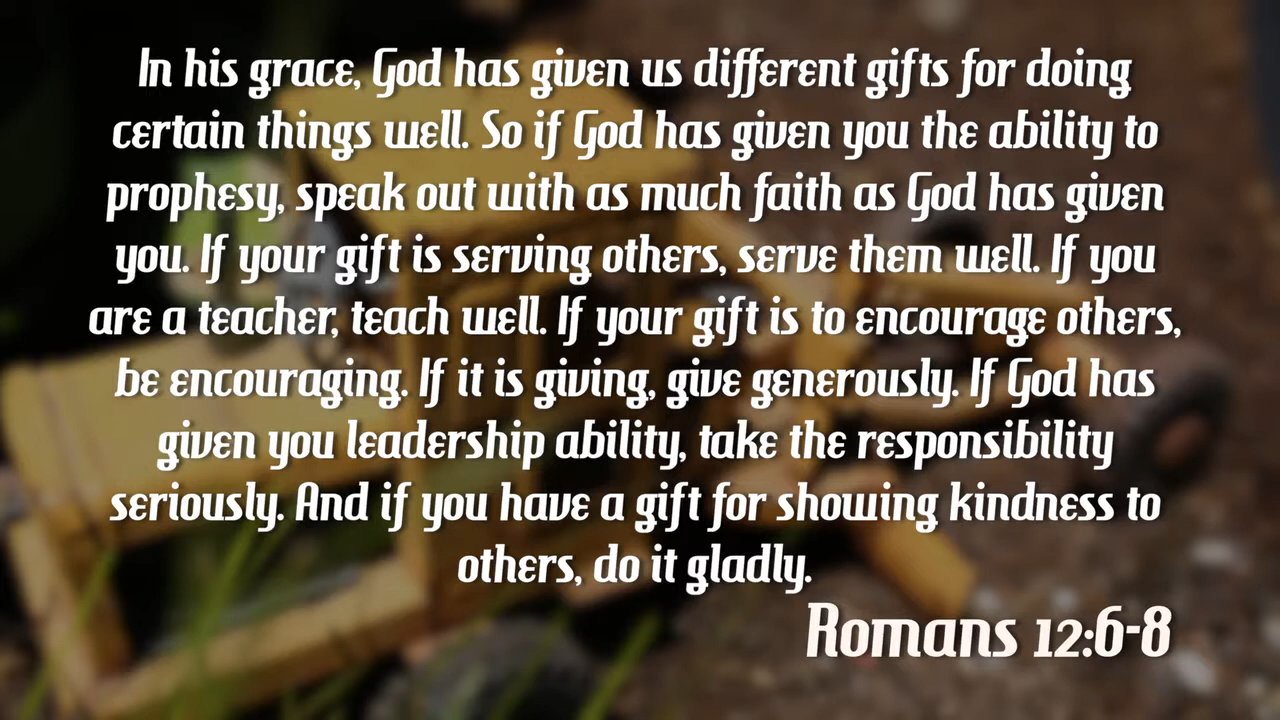 In his grace, God has given us different gifts for doing
certain things well. So if God has given you the ability to
prophesy, speak out with as much faith as God has given
you. If your gift is serving others, serve them well. If you
are a teacher, teach well. If your gift is to encourage others,
be encouraging. If it is giving, give generously. If God has
given you leadership ability, take the responsibility
seriously. And if you have a gift for showing kindness to
others, do it gladly.
Romans 12:6-8